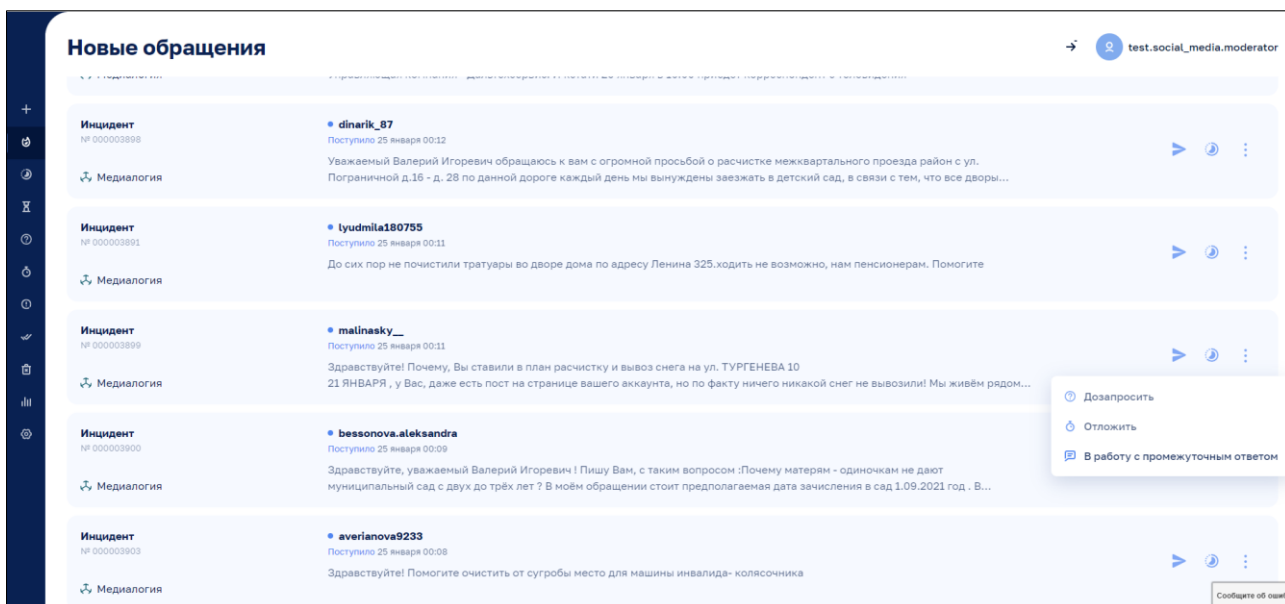 Новые обращения
test.social_media.moderator
Медиалогия
Инцидент
№ 000003898
Медиалогия
dinarik_87
Поступило 25 января 00:12
Уважаемый Валерий Игоревич обращаюсь к вам с огромной просьбой о расчистке межквартального проезда район с ул.
Пограничной д.16 - д. 28 по данной дороге каждый день мы вынуждены заезжать в детский сад, в связи с тем, что все дворы...
Инцидент
№ 000003891
Медиалогия
lyudmila180755
Поступило 25 января 00:11
До сих пор не почистили тратуары во дворе дома по адресу Ленина 325.ходить не возможно, нам пенсионерам. Помогите
Инцидент
№ 000003899
Медиалогия
malinasky__
Поступило 25 января 00:11
Здравствуйте! Почему, Вы ставили в план расчистку и вывоз снега на ул. ТУРГЕНЕВА 10
21 ЯНВАРЯ , у Вас, даже есть пост на странице вашего аккаунта, но по факту ничего никакой снег не вывозили! Мы живём рядом...
Дозапросить
Отложить
В работу с промежуточным ответом
Инцидент
№ 000003900
Медиалогия
bessonova.aleksandra
Поступило 25 января 00:09
Здравствуйте, уважаемый Валерий Игоревич ! Пишу Вам, с таким вопросом :Почему матерям - одиночкам не дают
муниципальный сад с двух до трёх лет ? В моём обращении стоит предполагаемая дата зачисления в сад 1.09.2021 год . В...
Инцидент
№ 000003903
Медиалогия
averianova9233
Поступило 25 января 00:08
Здравствуйте! Помогите очистить от сугробы место для машины инвалида- колясочника
Сообщите об